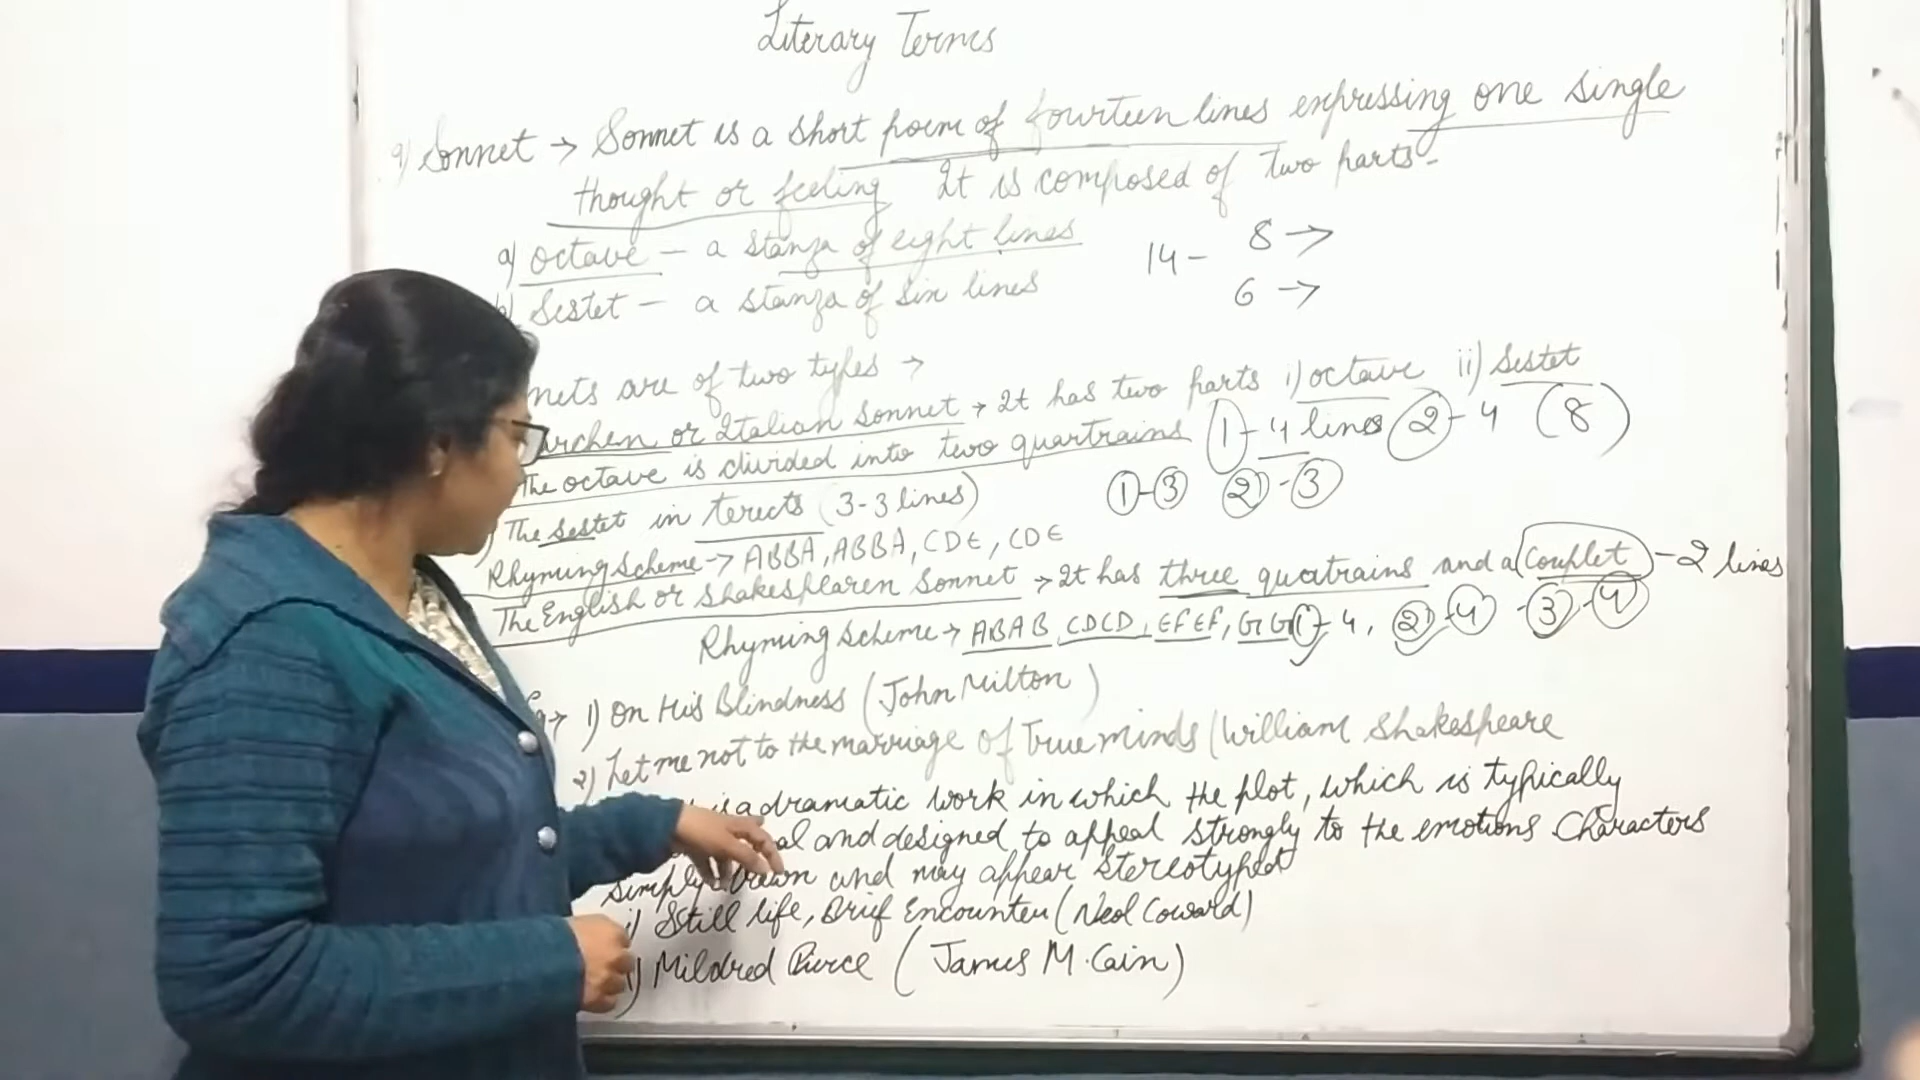 Literary Terms
9) Sonnet → Sonnet is a short poem of fourteen lines expressing one single
thought or feeling It is composed of two parts-
a) octave - a stanza of eight lines
Sestet - a stanza of six lines
14 - 8 →
6 →
nets are of two types →
or Italian Sonnet → It has two parts i) octave ii) Sestet
The octave is divided into two quartrains 1 - 4 lines 2 - 4 (8)
The sestet in terects (3-3 lines) 1-3 2-3
Rhyming Scheme → ABBA, ABBA, CDE, CDE
The English or Shakespearen Sonnet → It has three quatrains and a couplet - 2 lines
Rhyming Scheme → ABAB, CDCD, EFEF, GG 1 - 4, 2 - 4 - 3 - 4
1) On His Blindness (John Milton)
2) Let me not to the marriage of True minds (William Shakespeare
is a dramatic work in which the plot, which is typically
al and designed to appeal strongly to the emotions Characters
simply drawn and may appear stereotyped
i) Still life, Brief Encounter (Neol Coward)
Mildred Pierce (James M. Cain)